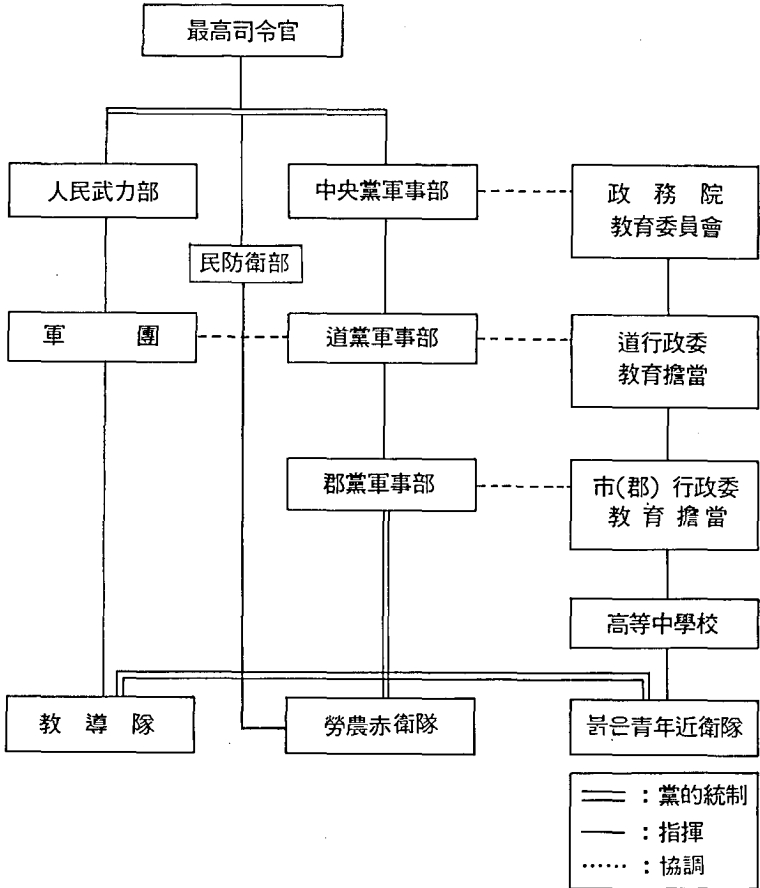 最高司令官
人民武力部
中央黨軍事部
政 務 院
教育委員會
民防衛部
軍 團
道黨軍事部
道行政委
教育擔當
郡黨軍事部
市(郡) 行政委
教 育 擔 當
高等中學校
教 導 隊
勞農赤衛隊
붉은青年近衛隊
═══ : 黨的統制
── : 指揮
…… : 協調